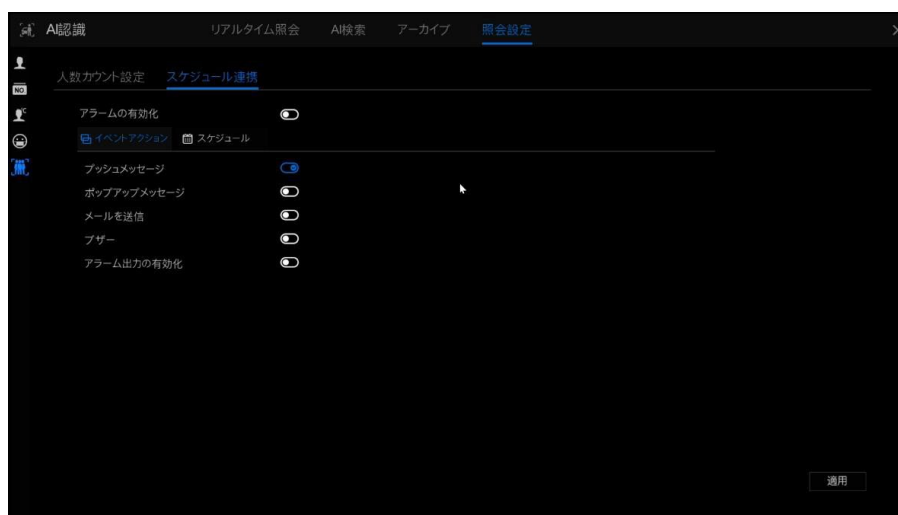 AI認識 リアルタイム照会 AI検索 アーカイブ 照会設定
人数カウント設定 スケジュール連携
NO.
アラームの有効化
℃
イベントアクション スケジュール
プッシュメッセージ
ポップアップメッセージ
メールを送信
ブザー
アラーム出力の有効化
適用